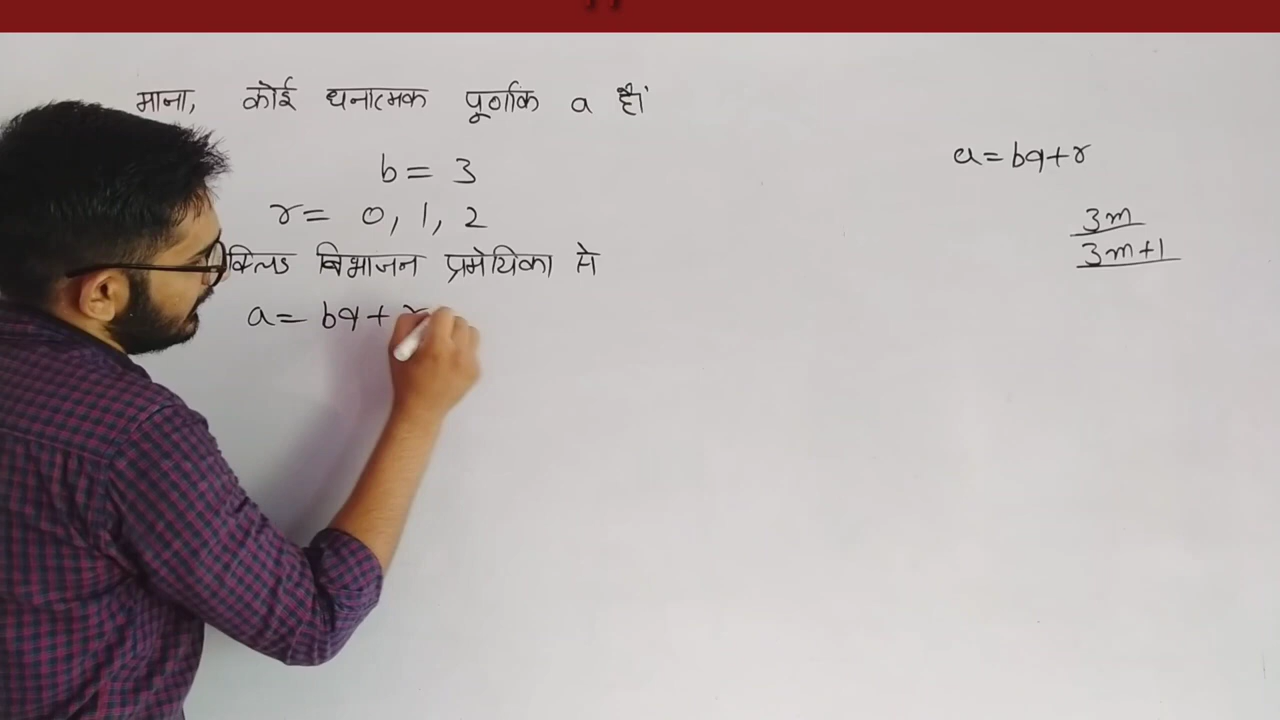 माना, कोई धनात्मक पूर्णांक a है।
b = 3
r = 0, 1, 2
विभाजन प्रमेयिका से
a = bq + r
a = bq + r
3m
3m + 1